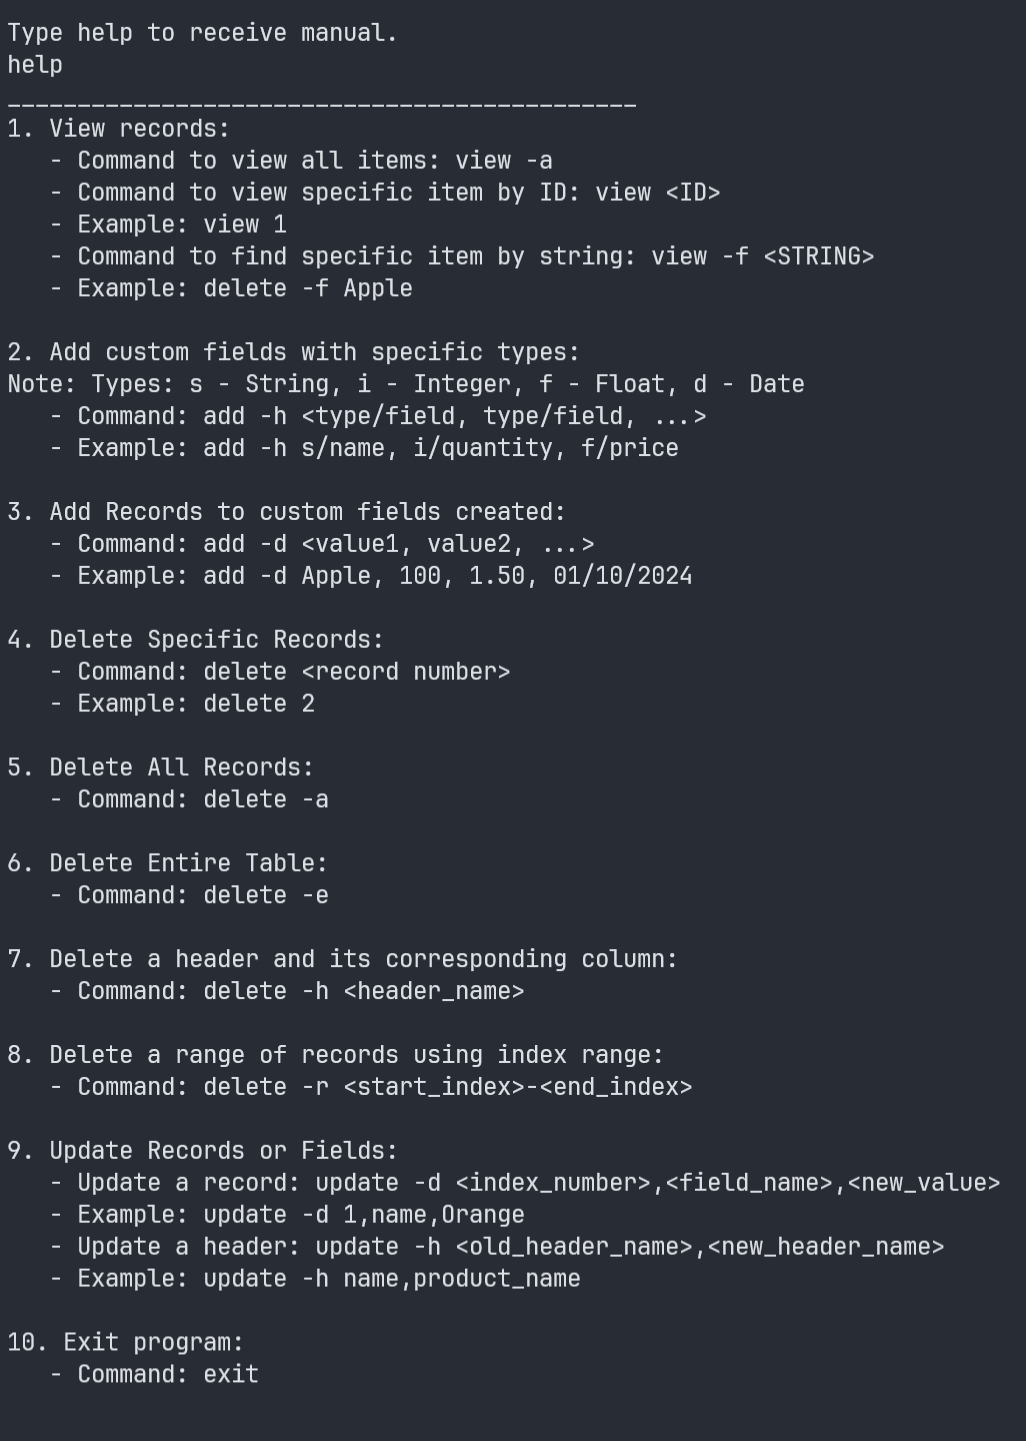 Type help to receive manual.
help
_____________________________________________
1. View records:
   - Command to view all items: view -a
   - Command to view specific item by ID: view <ID>
   - Example: view 1
   - Command to find specific item by string: view -f <STRING>
   - Example: delete -f Apple

2. Add custom fields with specific types:
Note: Types: s - String, i - Integer, f - Float, d - Date
   - Command: add -h <type/field, type/field, ...>
   - Example: add -h s/name, i/quantity, f/price

3. Add Records to custom fields created:
   - Command: add -d <value1, value2, ...>
   - Example: add -d Apple, 100, 1.50, 01/10/2024

4. Delete Specific Records:
   - Command: delete <record number>
   - Example: delete 2

5. Delete All Records:
   - Command: delete -a

6. Delete Entire Table:
   - Command: delete -e

7. Delete a header and its corresponding column:
   - Command: delete -h <header_name>

8. Delete a range of records using index range:
   - Command: delete -r <start_index>-<end_index>

9. Update Records or Fields:
   - Update a record: update -d <index_number>,<field_name>,<new_value>
   - Example: update -d 1,name,Orange
   - Update a header: update -h <old_header_name>,<new_header_name>
   - Example: update -h name,product_name

10. Exit program:
   - Command: exit